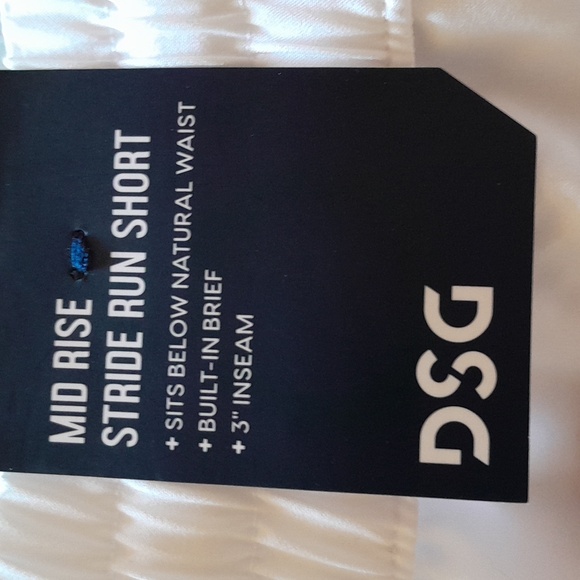 MID RISE
STRIDE RUN SHORT
+ SITS BELOW NATURAL WAIST
+ BUILT-IN BRIEF
+ 3" INSEAM
DSG